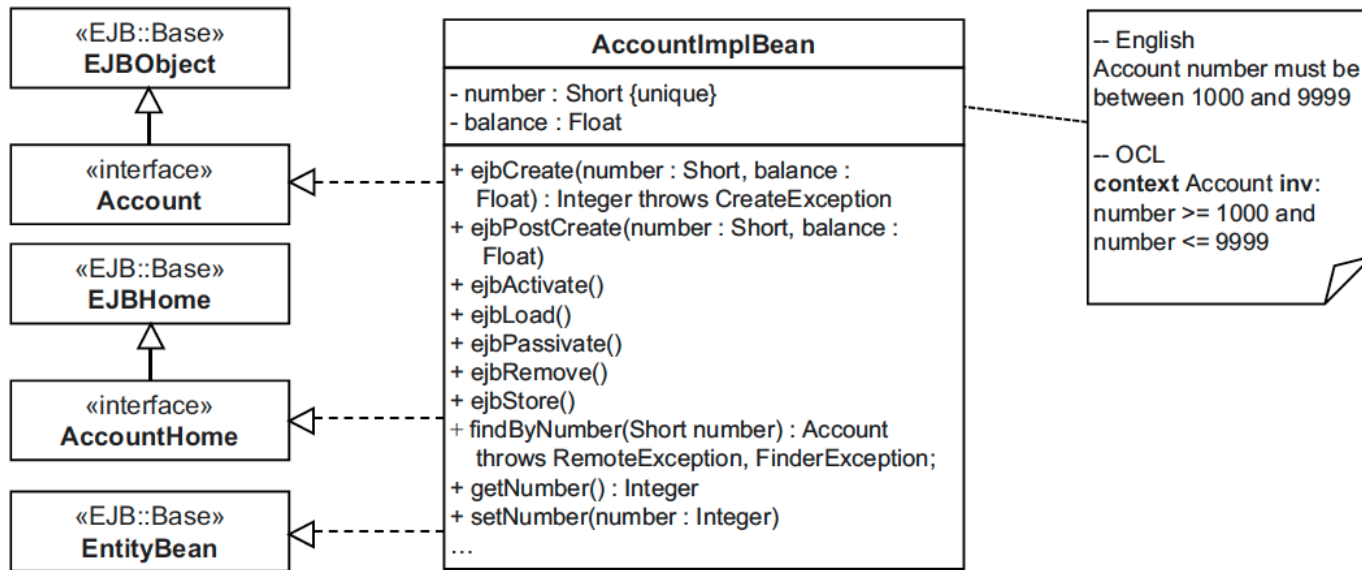 «EJB::Base»
EJBObject
«interface»
Account
«EJB::Base»
EJBHome
«interface»
AccountHome
«EJB::Base»
EntityBean
AccountImplBean
- number : Short {unique}
- balance : Float
+ ejbCreate(number : Short, balance :
Float) : Integer throws CreateException
+ ejbPostCreate(number : Short, balance :
Float)
+ ejbActivate()
+ ejbLoad()
+ ejbPassivate()
+ ejbRemove()
+ ejbStore()
+ findByNumber(Short number) : Account
throws RemoteException, FinderException;
+ getNumber() : Integer
+ setNumber(number : Integer)
...
-- English
Account number must be
between 1000 and 9999
-- OCL
context Account inv:
number >= 1000 and
number <= 9999